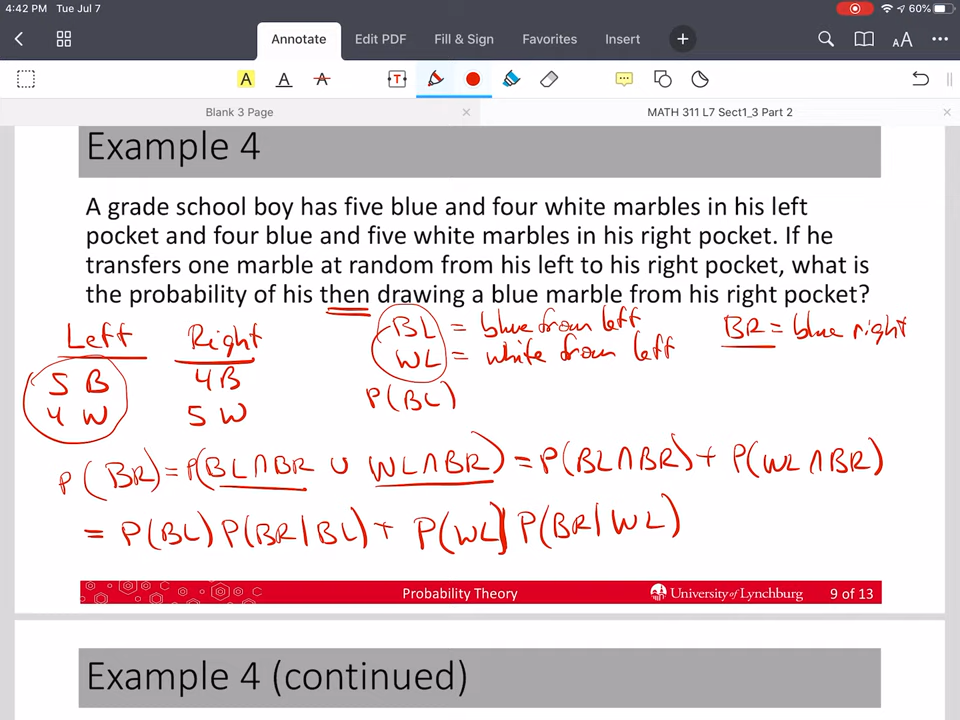 4:42 PM Tue Jul 7 60%
Annotate Edit PDF Fill & Sign Favorites Insert
Blank 3 Page MATH 311 L7 Sect1_3 Part 2
Example 4
A grade school boy has five blue and four white marbles in his left
pocket and four blue and five white marbles in his right pocket. If he
transfers one marble at random from his left to his right pocket, what is
the probability of his then drawing a blue marble from his right pocket?
Left Right BL = blue from left BR = blue right
WL = white from left
5 B 4B
P(BL)
4 W 5 W
P(BR) = P(BL∩BR ∪ WL∩BR) = P(BL∩BR) + P(WL∩BR)
= P(BL) P(BR|BL) + P(WL) P(BR|WL)
Probability Theory University of Lynchburg 9 of 13
Example 4 (continued)